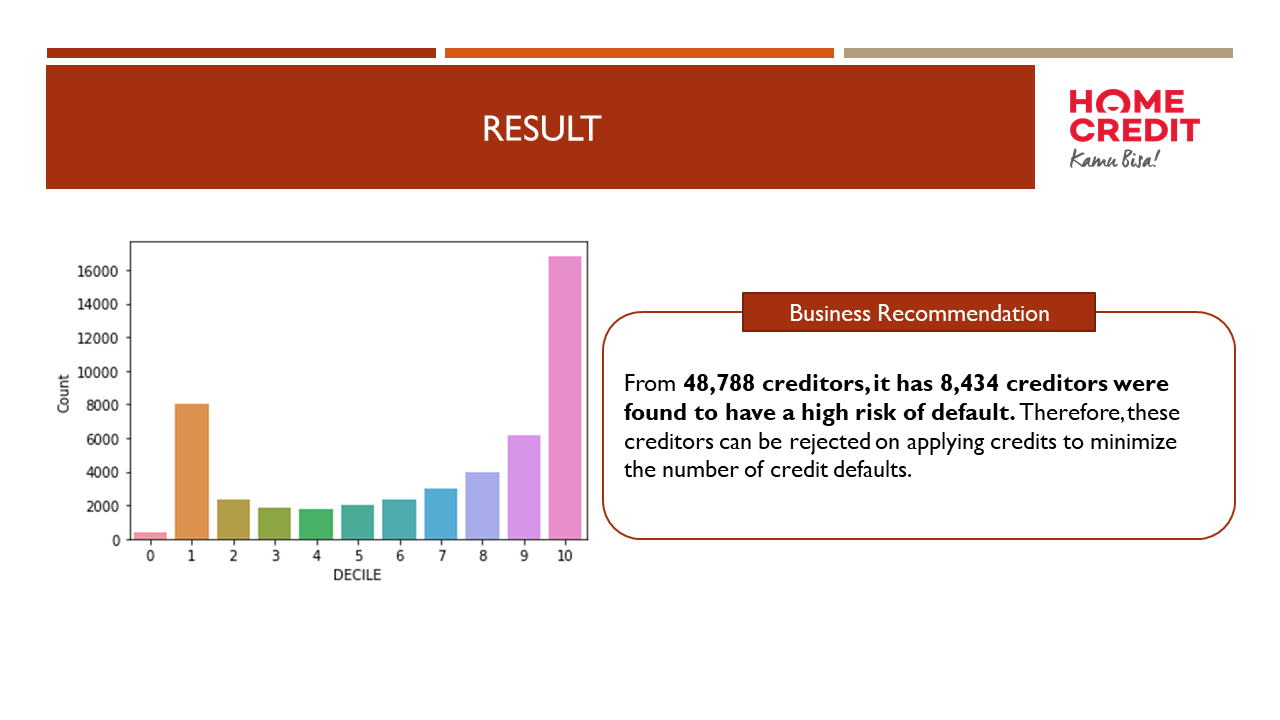 RESULT
HOME
CREDIT
Kamu Bisa!
16000
14000
12000
10000
8000
6000
4000
2000
0
Count
0 1 2 3 4 5 6 7 8 9 10
DECILE
Business Recommendation
From 48,788 creditors, it has 8,434 creditors were
found to have a high risk of default. Therefore, these
creditors can be rejected on applying credits to minimize
the number of credit defaults.